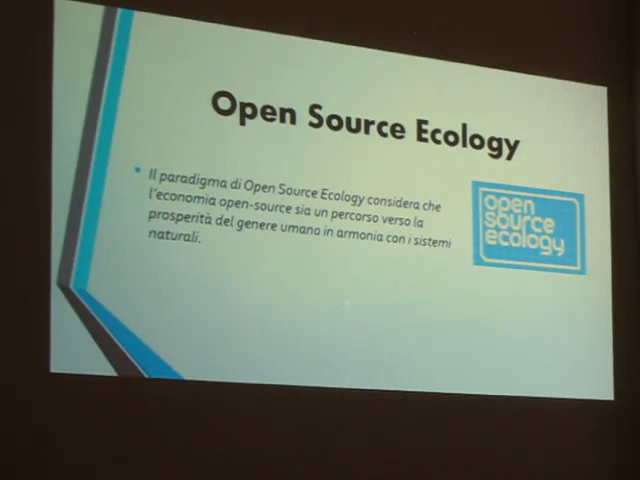 Open Source Ecology
Il paradigma di Open Source Ecology considera che
l'economia open-source sia un percorso verso la
prosperità del genere umano in armonia con i sistemi
naturali.
open
source
ecology